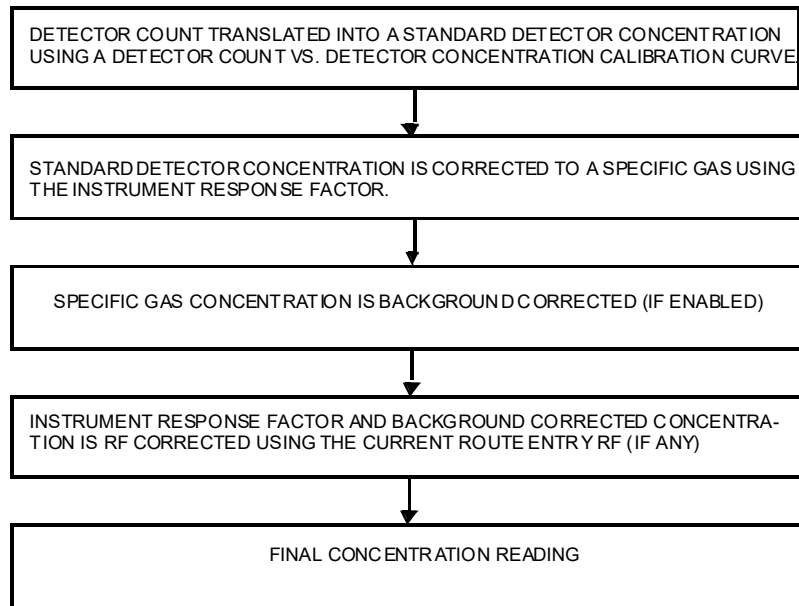 DETECTOR COUNT TRANSLATED INTO A STANDARD DETECTOR CONCENTRATION
USING A DETECTOR COUNT VS. DETECTOR CONCENTRATION CALIBRATION CURVE.
STANDARD DETECTOR CONCENTRATION IS CORRECTED TO A SPECIFIC GAS USING
THE INSTRUMENT RESPONSE FACTOR.
SPECIFIC GAS CONCENTRATION IS BACKGROUND CORRECTED (IF ENABLED)
INSTRUMENT RESPONSE FACTOR AND BACKGROUND CORRECTED CONCENTRA-
TION IS RF CORRECTED USING THE CURRENT ROUTE ENTRY RF (IF ANY)
FINAL CONCENTRATION READING